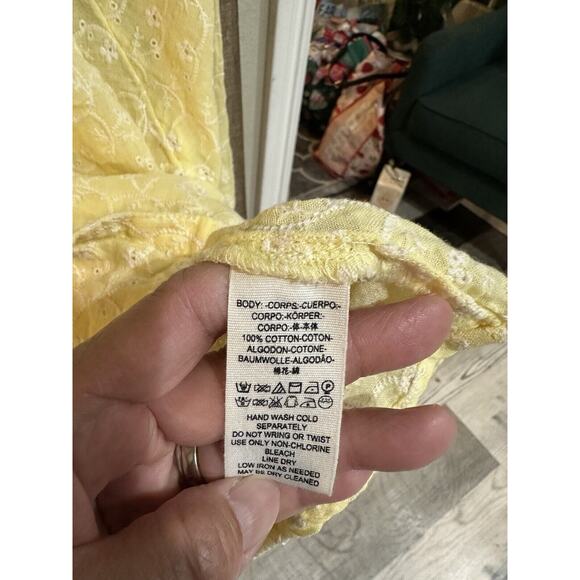 BODY:-CORPS:-CUERPO:-
CORPO:-KÖRPER:-
CORPO:-体-本体
100% COTTON-COTON-
ALGODON-COTONE-
BAUMWOLLE-ALGODÃO-
棉花-綿
HAND WASH COLD
SEPARATELY
DO NOT WRING OR TWIST
USE ONLY NON-CHLORINE
BLEACH
LINE DRY
LOW IRON AS NEEDED
MAY BE DRY CLEANED